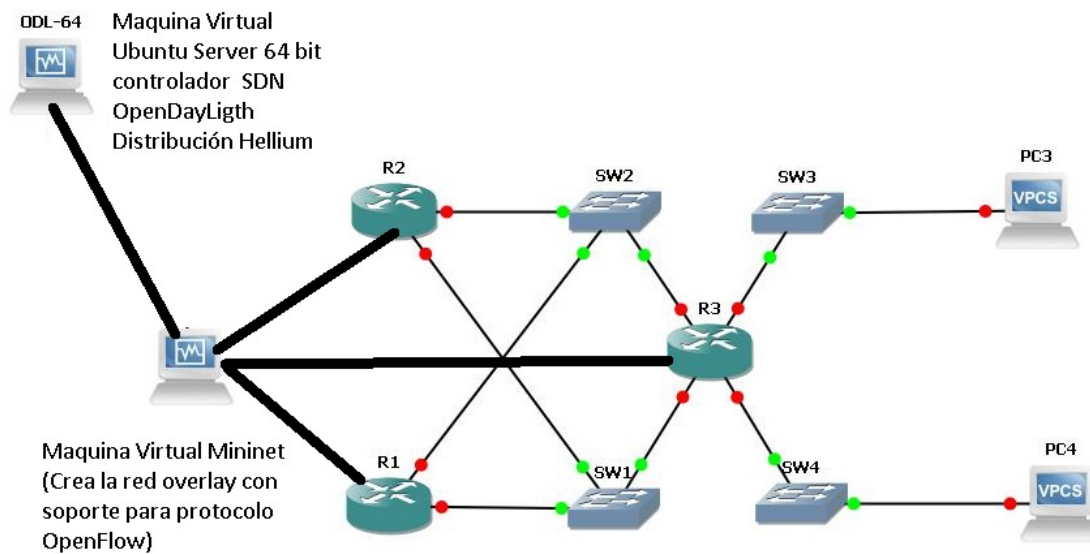 ODL-64
Maquina Virtual
Ubuntu Server 64 bit
controlador SDN
OpenDayLigth
Distribución Hellium
R2
SW2
SW3
PC3
VPCS
R3
Maquina Virtual Mininet
(Crea la red overlay con
soporte para protocolo
OpenFlow)
R1
SW1
SW4
PC4
VPCS